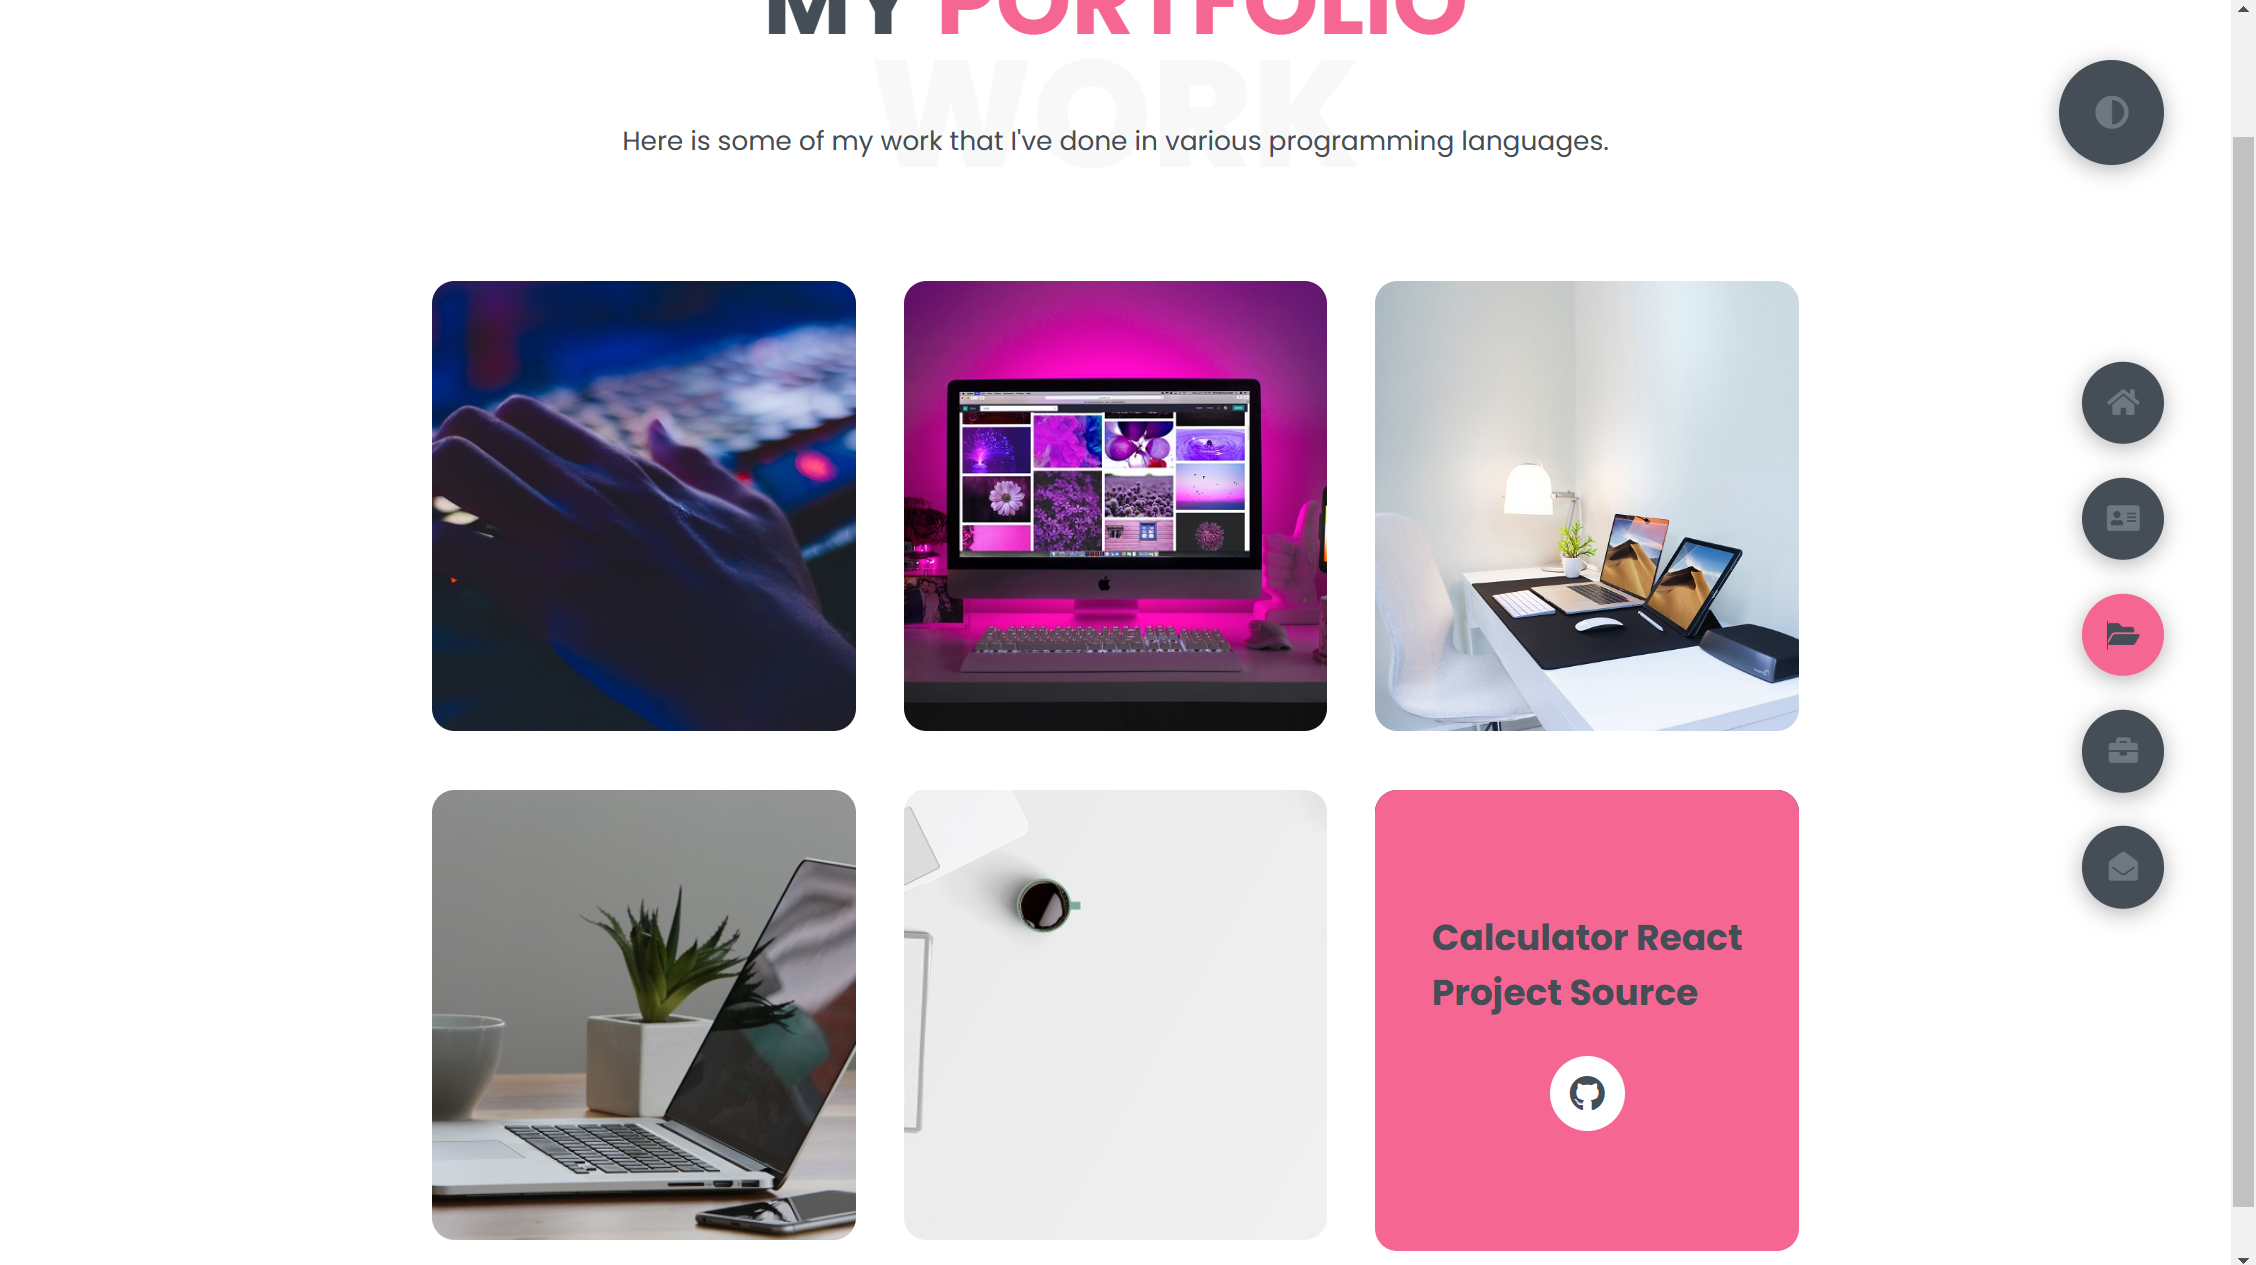 MY PORTFOLIO
WORK
Here is some of my work that I've done in various programming languages.
Calculator React
Project Source